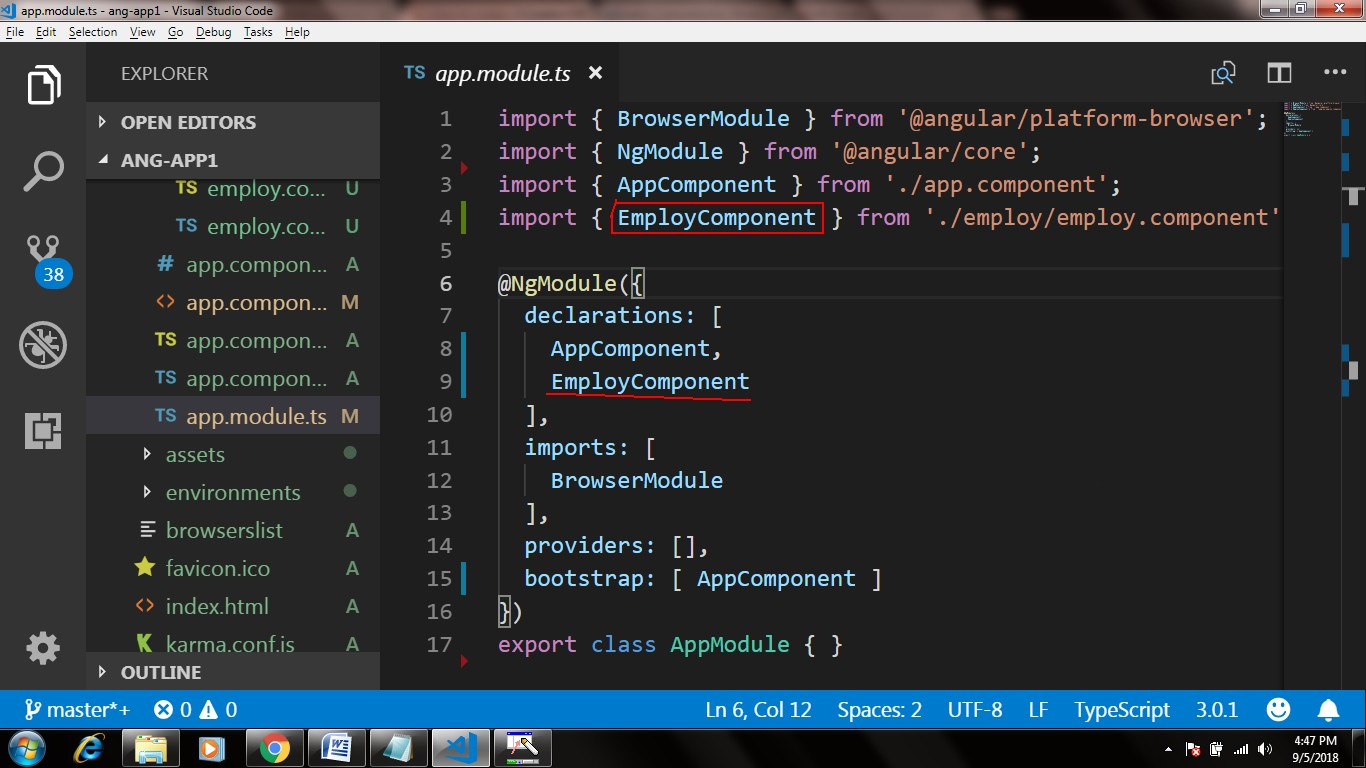 app.module.ts - ang-app1 - Visual Studio Code
File Edit Selection View Go Debug Tasks Help
EXPLORER
OPEN EDITORS
ANG-APP1
TS employ.co... U
TS employ.co... U
# app.compon... A
<> app.compon... M
TS app.compon... A
TS app.compon... A
TS app.module.ts M
assets
environments
browserslist A
favicon.ico A
<> index.html A
karma.conf.js A
OUTLINE
38
TS app.module.ts ×
1 import { BrowserModule } from '@angular/platform-browser';
2 import { NgModule } from '@angular/core';
3 import { AppComponent } from './app.component';
4 import { EmployComponent } from './employ/employ.component'
5
6 @NgModule({
7 declarations: [
8 AppComponent,
9 EmployComponent
10 ],
11 imports: [
12 BrowserModule
13 ],
14 providers: [],
15 bootstrap: [ AppComponent ]
16 })
17 export class AppModule { }
master*+ 0 0 Ln 6, Col 12 Spaces: 2 UTF-8 LF TypeScript 3.0.1
4:47 PM
9/5/2018